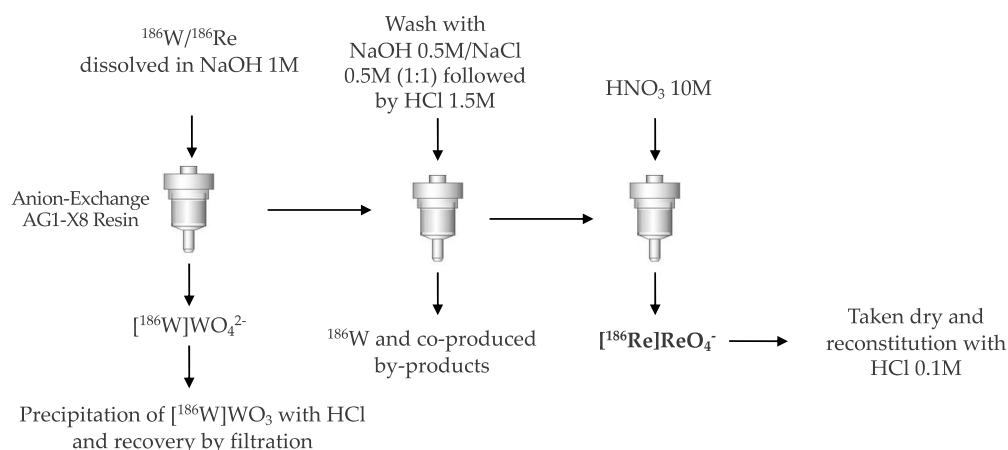 ¹⁸⁶W/¹⁸⁶Re
dissolved in NaOH 1M
Wash with
NaOH 0.5M/NaCl
0.5M (1:1) followed
by HCl 1.5M
HNO₃ 10M
Anion-Exchange
AG1-X8 Resin
[¹⁸⁶W]WO₄²⁻
Precipitation of [¹⁸⁶W]WO₃ with HCl
and recovery by filtration
¹⁸⁶W and co-produced
by-products
[¹⁸⁶Re]ReO₄⁻
Taken dry and
reconstitution with
HCl 0.1M